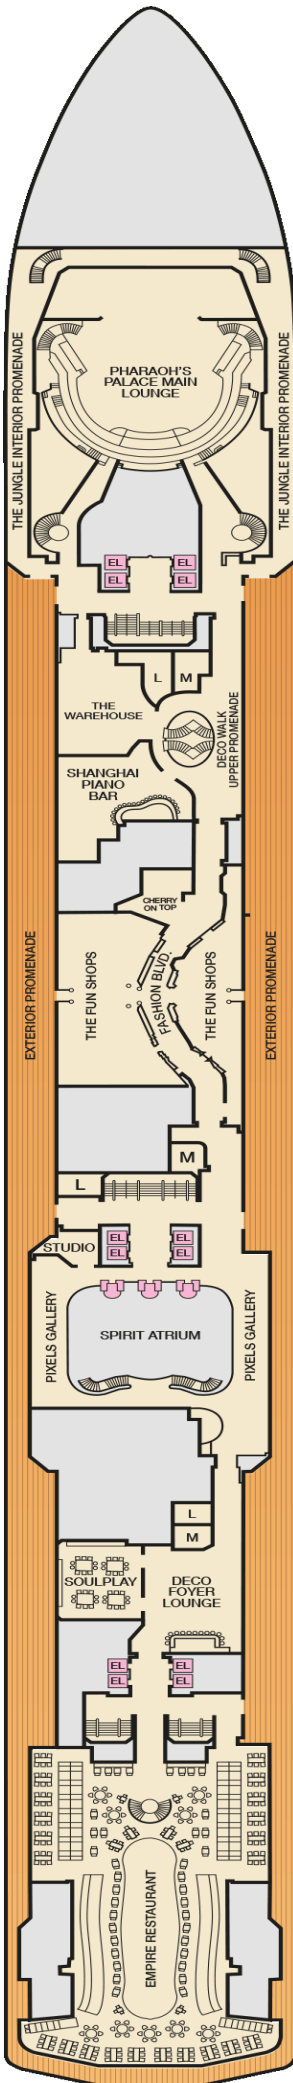 THE JUNGLE INTERIOR PROMENADE
PHARAOH'S
PALACE MAIN
LOUNGE
THE JUNGLE INTERIOR PROMENADE
EL
EL
EL
EL
L
M
THE
WAREHOUSE
DECO WALK
UPPER PROMENADE
SHANGHAI
PIANO
BAR
CHERRY
ON TOP
EXTERIOR PROMENADE
THE FUN SHOPS
FASHION BLVD.
THE FUN SHOPS
EXTERIOR PROMENADE
M
L
EL
EL
EL
EL
STUDIO
PIXELS GALLERY
SPIRIT ATRIUM
PIXELS GALLERY
L
M
SOULPLAY
DECO
FOYER
LOUNGE
EL
EL
EL
EL
EMPIRE RESTAURANT